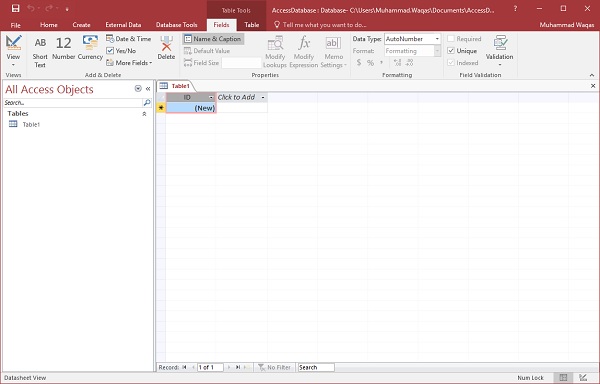 Table Tools
AccessDatabase : Database- C:\Users\Muhammad.Waqas\Documents\AccessD...
File Home Create External Data Database Tools Fields Table Tell me what you want to do... Muhammad Waqas
View
Views
AB Short Text
12 Number
Currency
Date & Time
Yes/No
More Fields
Delete
Add & Delete
Name & Caption
Default Value
Field Size
Modify Lookups
Modify Expression
Memo Settings
Properties
Data Type: AutoNumber
Format: Formatting
$ % ,
Formatting
Required
Unique
Indexed
Field Validation
All Access Objects
Search...
Tables
Table1
Table1
ID Click to Add
(New)
Record: 1 of 1 No Filter Search
Datasheet View Num Lock